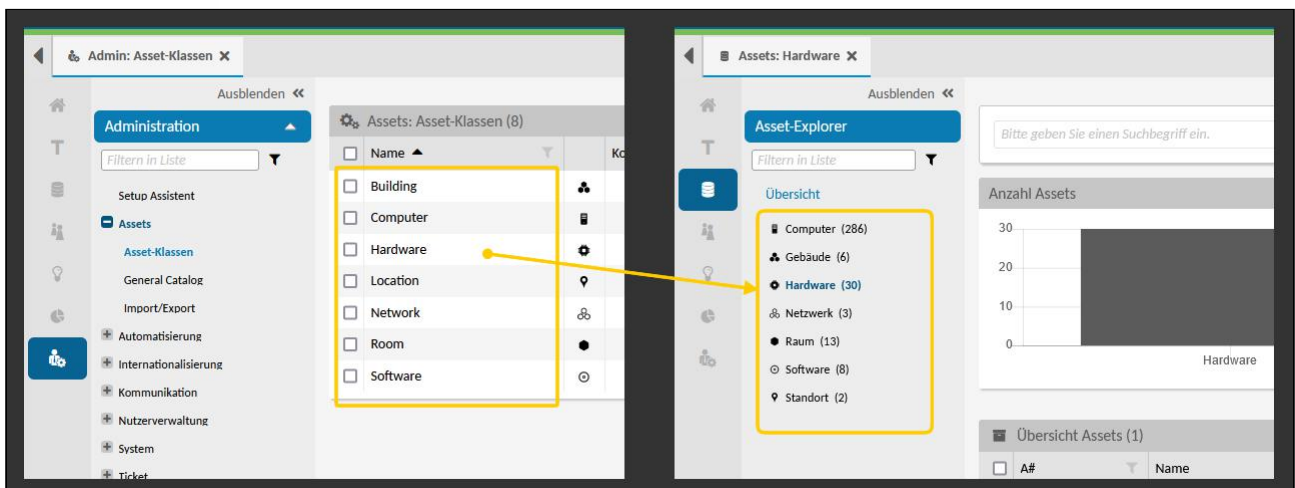 Admin: Asset-Klassen
Ausblenden
Administration
Filtern in Liste
Setup Assistent
Assets
Asset-Klassen
General Catalog
Import/Export
Automatisierung
Internationalisierung
Kommunikation
Nutzerverwaltung
System
Ticket
Assets: Asset-Klassen (8)
Name
Ko
Building
Computer
Hardware
Location
Network
Room
Software
Assets: Hardware
Ausblenden
Asset-Explorer
Filtern in Liste
Übersicht
Computer (286)
Gebäude (6)
Hardware (30)
Netzwerk (3)
Raum (13)
Software (8)
Standort (2)
Bitte geben Sie einen Suchbegriff ein.
Anzahl Assets
30
20
10
0
Hardware
Übersicht Assets (1)
A# Name